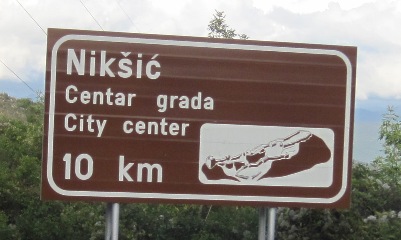 Nikšić
Centar grada
City center
10 km